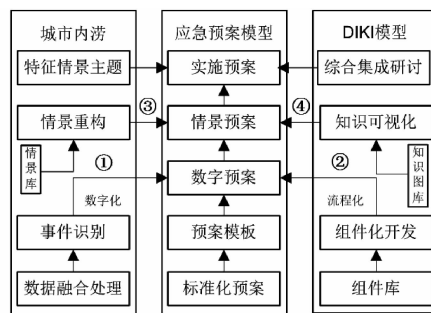 城市内涝 应急预案模型 DIKI模型
特征情景主题 实施预案 综合集成研讨
③ ④
情景重构 情景预案 知识可视化
情景库 ① ② 知识图库
数字预案
数字化 流程化
事件识别 预案模板 组件化开发
数据融合处理 标准化预案 组件库